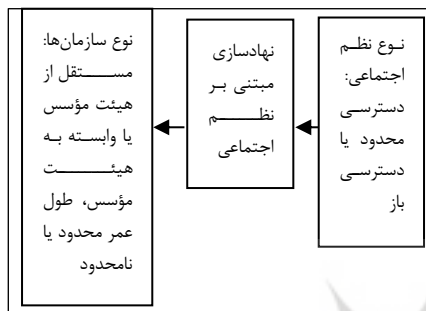 نوع نظم
اجتماعی:
دسترسی
محدود یا
دسترسی
باز
نهادسازی
مبتنی بر
نظم
اجتماعی
نوع سازمان‌ها:
مستقل از
هیئت مؤسس
یا وابسته به
هیئت
مؤسس، طول
عمر محدود یا
نامحدود